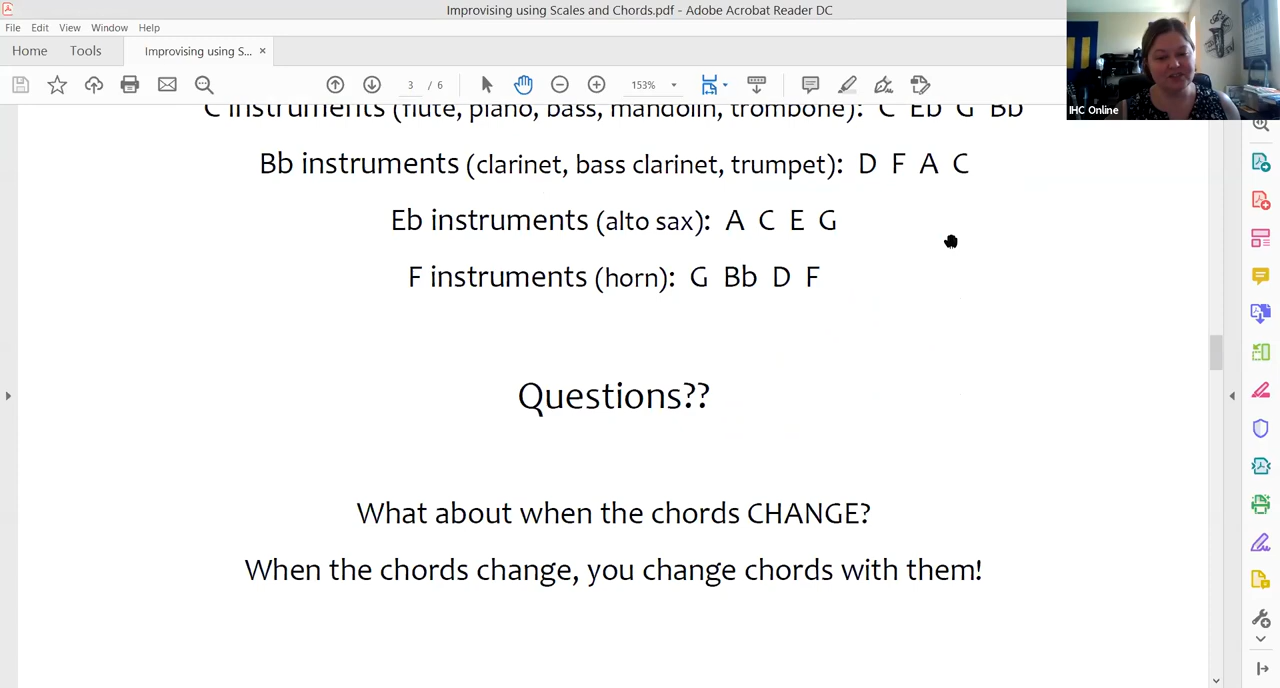 Improvising using Scales and Chords.pdf - Adobe Acrobat Reader DC
File Edit View Window Help
Home Tools Improvising using S... ×
3 / 6 153%
IHC Online
C instruments (flute, piano, bass, mandolin, trombone): C Eb G Bb
Bb instruments (clarinet, bass clarinet, trumpet): D F A C
Eb instruments (alto sax): A C E G
F instruments (horn): G Bb D F
Questions??
What about when the chords CHANGE?
When the chords change, you change chords with them!